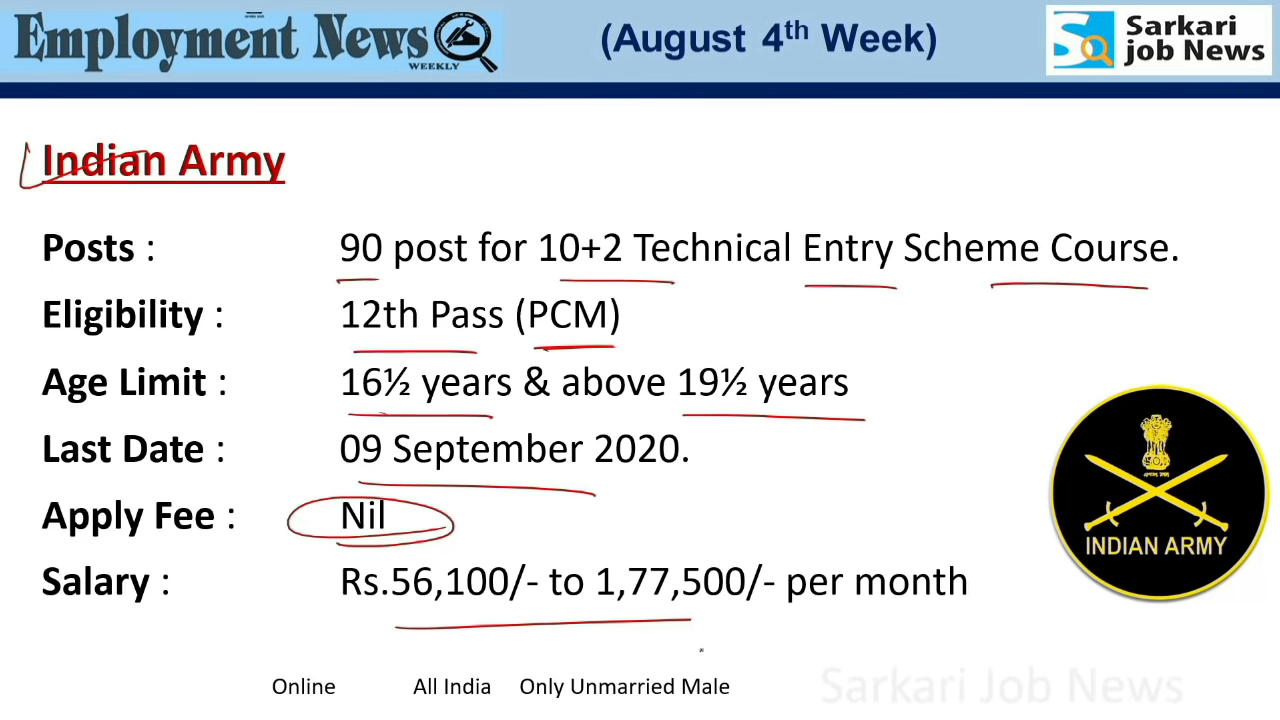 Employment News
WEEKLY
(August 4th Week)
Sarkari
Job News
Indian Army
Posts : 90 post for 10+2 Technical Entry Scheme Course.
Eligibility : 12th Pass (PCM)
Age Limit : 16½ years & above 19½ years
Last Date : 09 September 2020.
Apply Fee : Nil
Salary : Rs.56,100/- to 1,77,500/- per month
INDIAN ARMY
Online All India Only Unmarried Male
Sarkari Job News